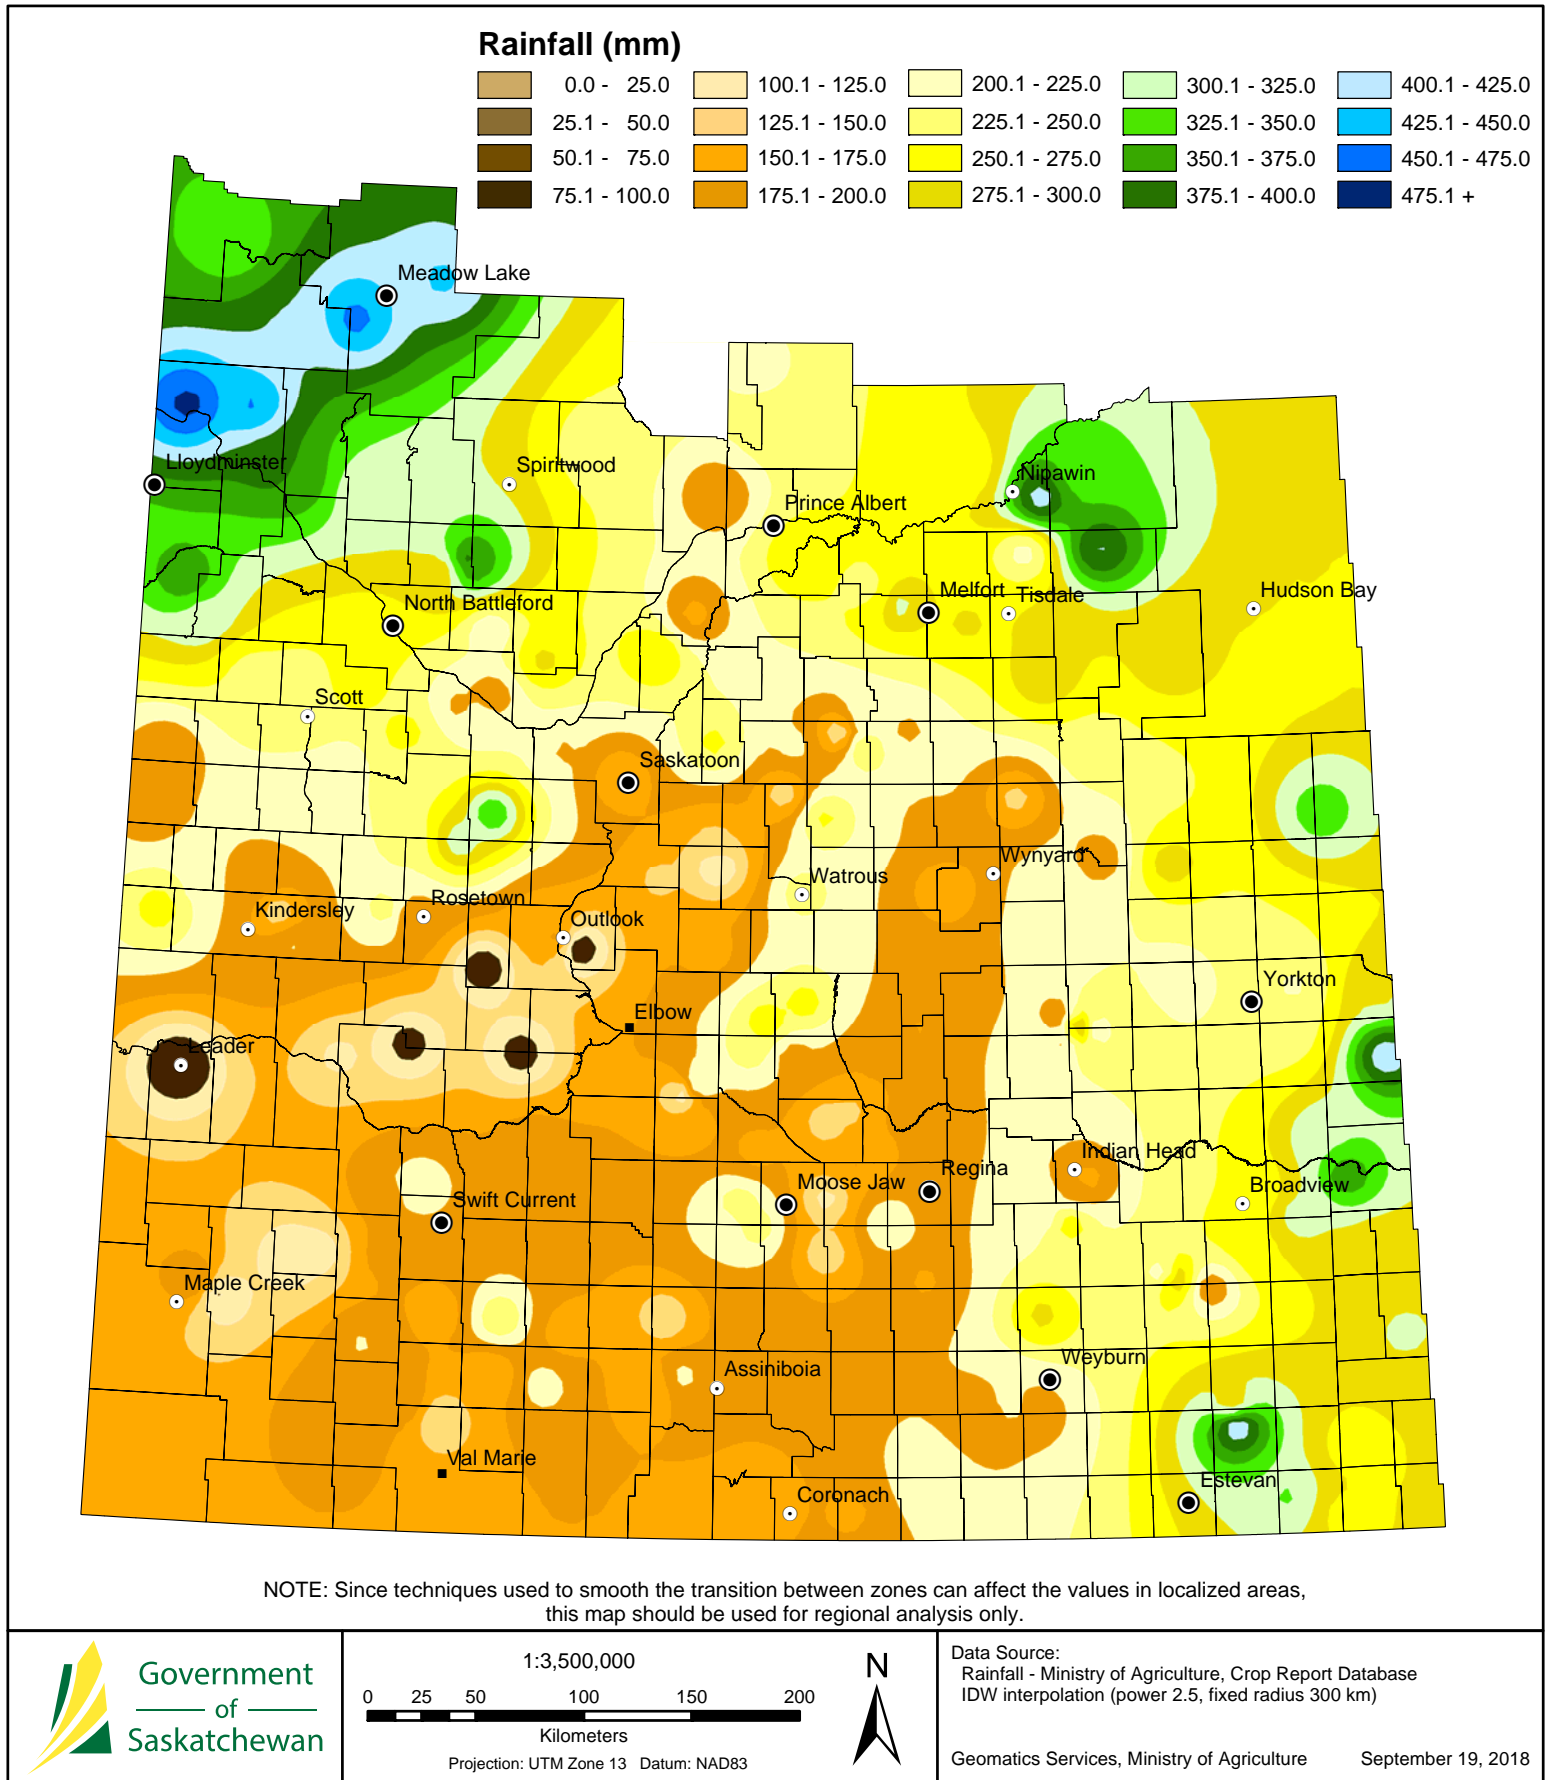 Rainfall (mm)
0.0 - 25.0
25.1 - 50.0
50.1 - 75.0
75.1 - 100.0
100.1 - 125.0
125.1 - 150.0
150.1 - 175.0
175.1 - 200.0
200.1 - 225.0
225.1 - 250.0
250.1 - 275.0
275.1 - 300.0
300.1 - 325.0
325.1 - 350.0
350.1 - 375.0
375.1 - 400.0
400.1 - 425.0
425.1 - 450.0
450.1 - 475.0
475.1 +
Meadow Lake
Lloydminster
Spiritwood
Nipawin
Prince Albert
North Battleford
Melfort
Tisdale
Hudson Bay
Scott
Saskatoon
Wynyard
Watrous
Rosetown
Kindersley
Outlook
Yorkton
Elbow
Leader
Indian Head
Regina
Moose Jaw
Broadview
Swift Current
Maple Creek
Weyburn
Assiniboia
Val Marie
Estevan
Coronach
NOTE: Since techniques used to smooth the transition between zones can affect the values in localized areas,
this map should be used for regional analysis only.
Government
of
Saskatchewan
1:3,500,000
0 25 50 100 150 200
Kilometers
Projection: UTM Zone 13 Datum: NAD83
N
Data Source:
Rainfall - Ministry of Agriculture, Crop Report Database
IDW interpolation (power 2.5, fixed radius 300 km)
Geomatics Services, Ministry of Agriculture September 19, 2018